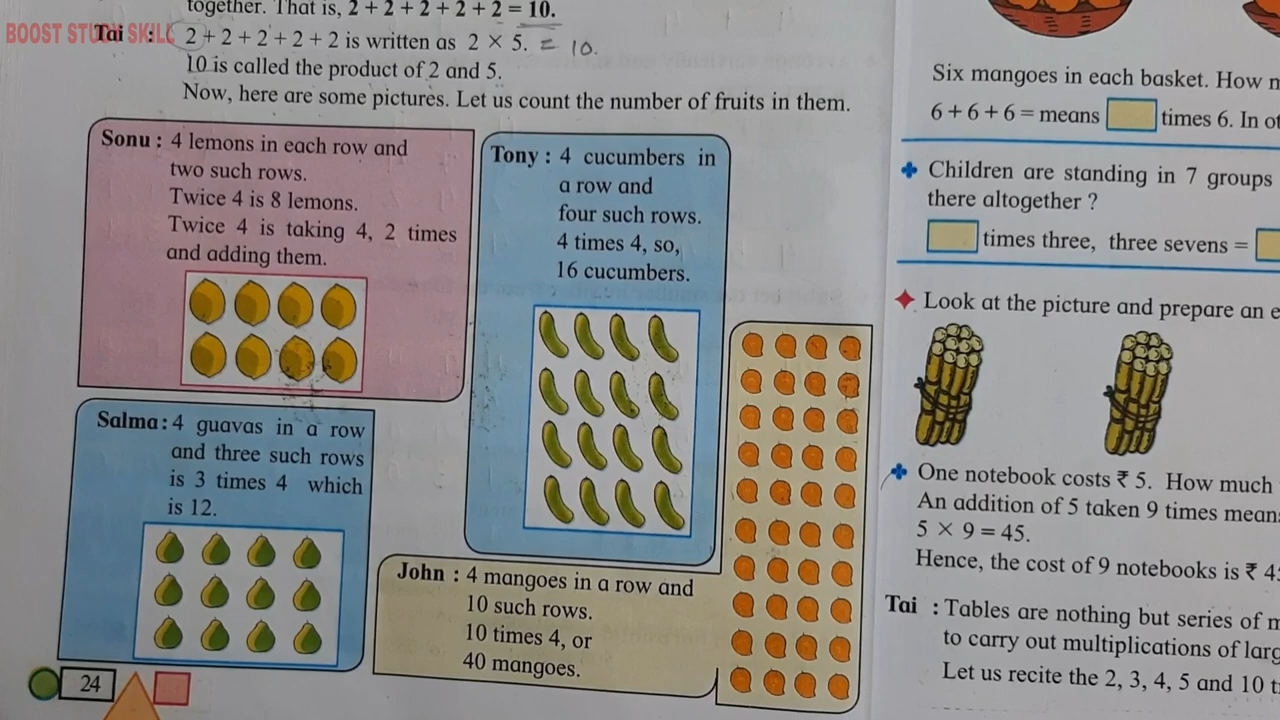 together. That is, 2 + 2 + 2 + 2 + 2 = 10.
BOOST STUDY SKILL
Tai : 2 + 2 + 2 + 2 + 2 is written as 2 × 5. = 10.
10 is called the product of 2 and 5.
Now, here are some pictures. Let us count the number of fruits in them.
Sonu : 4 lemons in each row and
two such rows.
Twice 4 is 8 lemons.
Twice 4 is taking 4, 2 times
and adding them.
Tony : 4 cucumbers in
a row and
four such rows.
4 times 4, so,
16 cucumbers.
Salma : 4 guavas in a row
and three such rows
is 3 times 4 which
is 12.
John : 4 mangoes in a row and
10 such rows.
10 times 4, or
40 mangoes.
24
Six mangoes in each basket. How
6 + 6 + 6 = means times 6. In
Children are standing in 7 groups
there altogether ?
times three, three sevens =
Look at the picture and prepare an
One notebook costs ₹ 5. How much
An addition of 5 taken 9 times
5 × 9 = 45.
Hence, the cost of 9 notebooks is ₹
Tai : Tables are nothing but series of
to carry out multiplications of
Let us recite the 2, 3, 4, 5 and 10